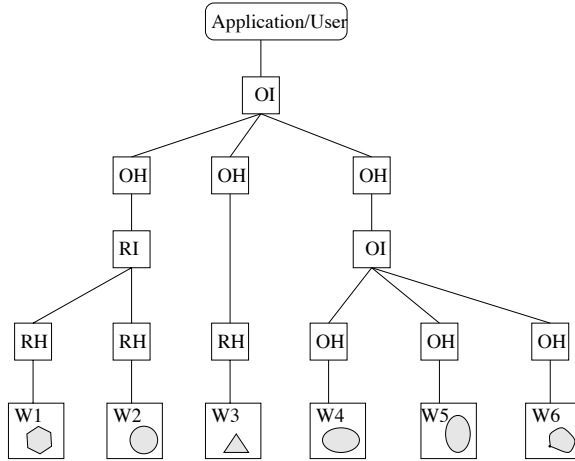 Application/User
OI
OH OH OH
RI OI
RH RH RH OH OH OH
W1 W2 W3 W4 W5 W6